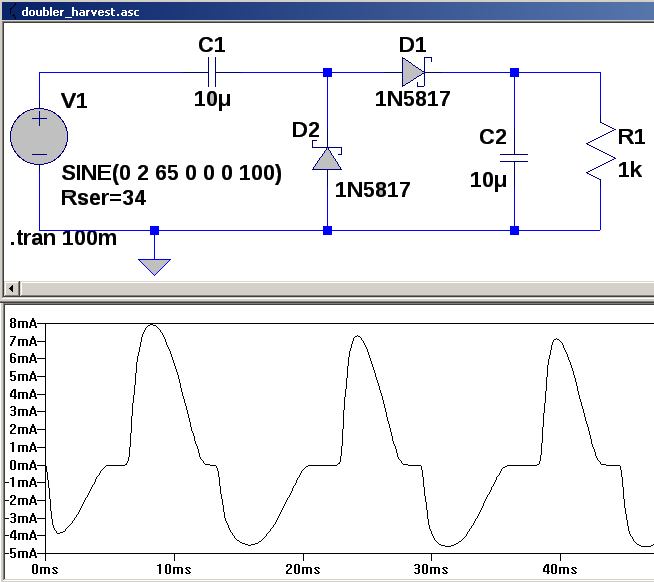 doubler_harvest.asc
C1
D1
V1
10µ
1N5817
D2
C2
R1
SINE(0 2 65 0 0 0 100)
1k
Rser=34
1N5817
10µ
.tran 100m
8mA
7mA
6mA
5mA
4mA
3mA
2mA
1mA
0mA
-1mA
-2mA
-3mA
-4mA
-5mA
0ms
10ms
20ms
30ms
40ms